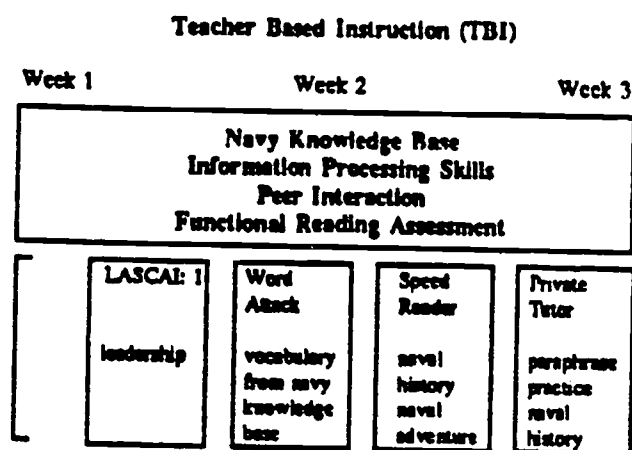 Teacher Based Instruction (TBI)
Week 1 Week 2 Week 3
Navy Knowledge Base
Information Processing Skills
Peer Interaction
Functional Reading Assessment
LASCAI: 1 Word Speed Private
Attack Reader Tutor
leadership vocabulary naval paraphrase
from navy history practice
knowledge naval naval
base adventure history